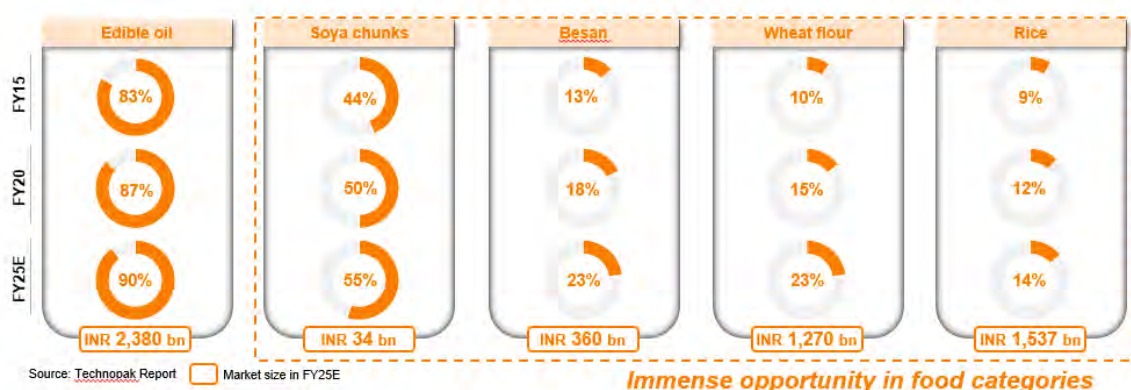 Edible oil Soya chunks Besan Wheat flour Rice
FY15 83% 44% 13% 10% 9%
FY20 87% 50% 18% 15% 12%
FY25E 90% 55% 23% 23% 14%
INR 2,380 bn INR 34 bn INR 360 bn INR 1,270 bn INR 1,537 bn
Source: Technopak Report Market size in FY25E
Immense opportunity in food categories